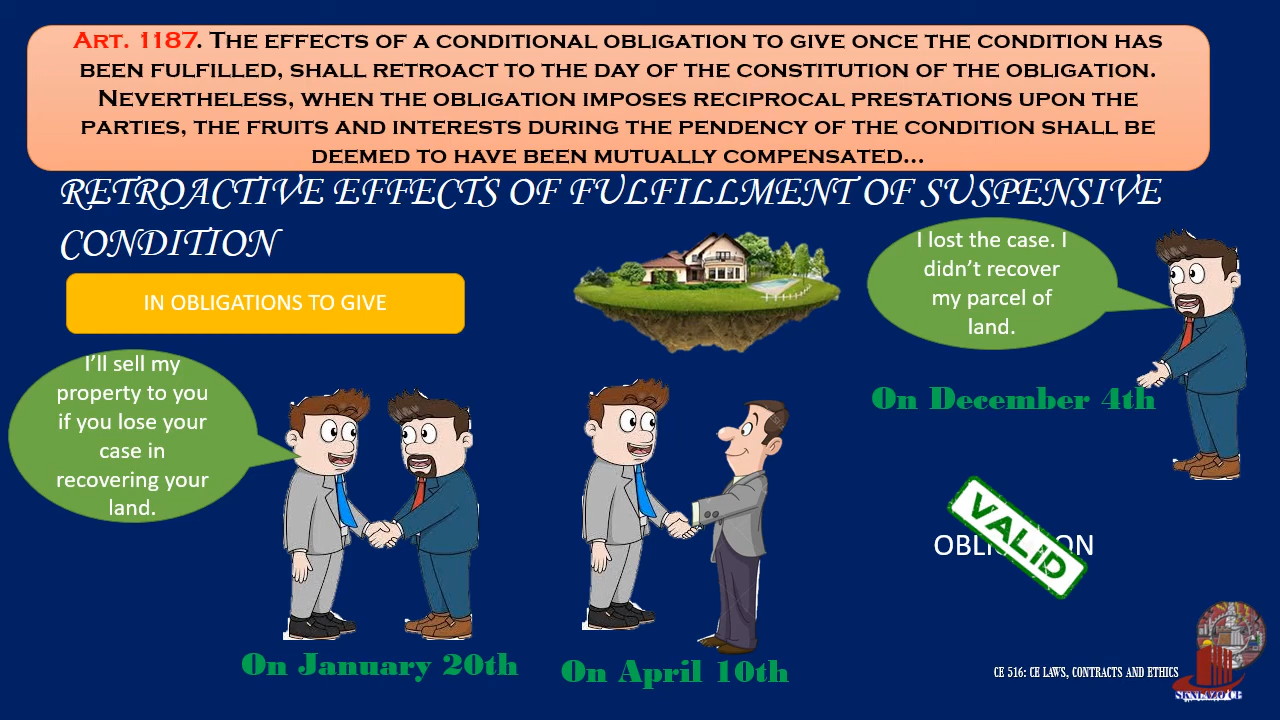 ART. 1187. THE EFFECTS OF A CONDITIONAL OBLIGATION TO GIVE ONCE THE CONDITION HAS
BEEN FULFILLED, SHALL RETROACT TO THE DAY OF THE CONSTITUTION OF THE OBLIGATION.
NEVERTHELESS, WHEN THE OBLIGATION IMPOSES RECIPROCAL PRESTATIONS UPON THE
PARTIES, THE FRUITS AND INTERESTS DURING THE PENDENCY OF THE CONDITION SHALL BE
DEEMED TO HAVE BEEN MUTUALLY COMPENSATED...
RETROACTIVE EFFECTS OF FULFILLMENT OF SUSPENSIVE
CONDITION
IN OBLIGATIONS TO GIVE
I'll sell my
property to you
if you lose your
case in
recovering your
land.
On January 20th
On April 10th
I lost the case. I
didn't recover
my parcel of
land.
On December 4th
VALID
CE 516: CE LAWS, CONTRACTS AND ETHICS